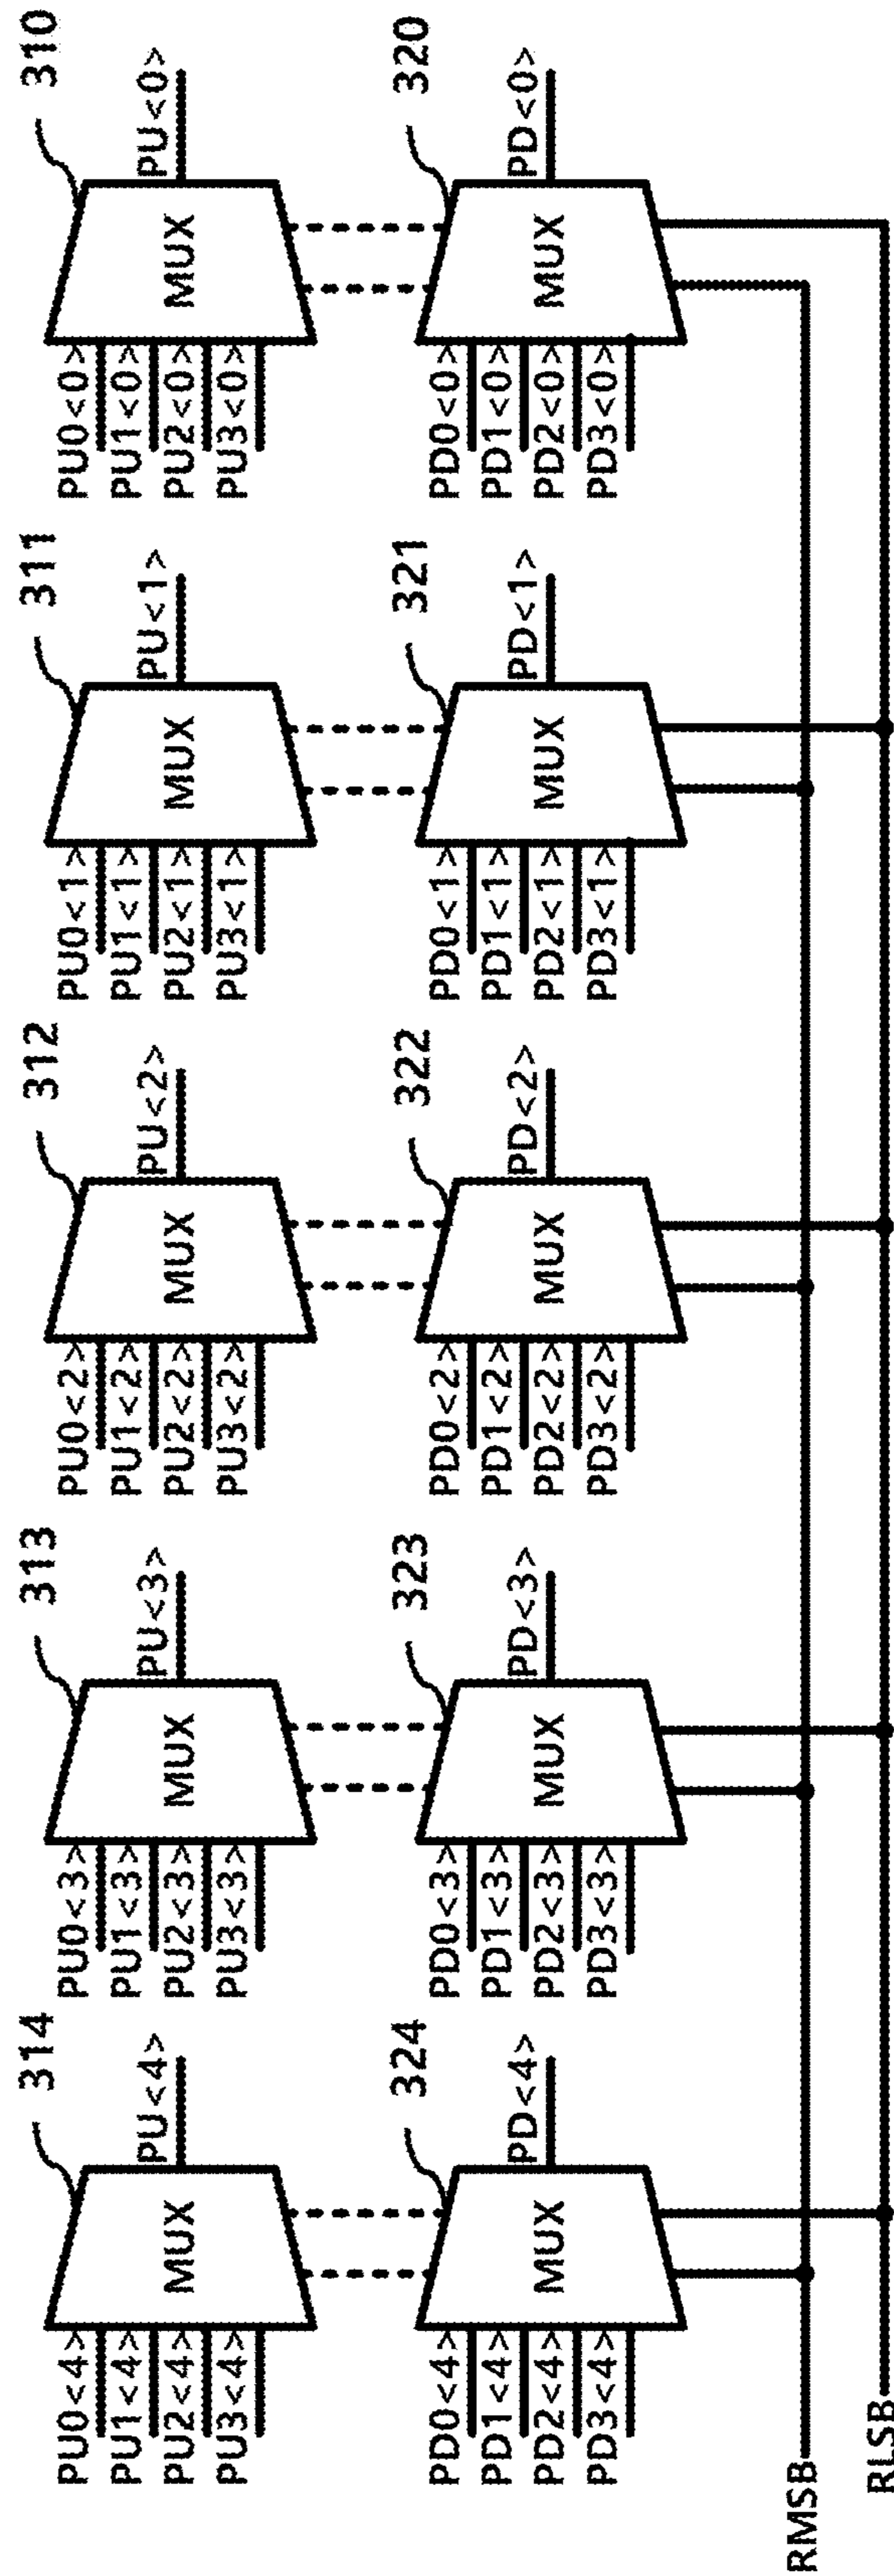 314
PU0<4>
PU1<4>
PU2<4>
PU3<4>
MUX
PU<4>
313
PU0<3>
PU1<3>
PU2<3>
PU3<3>
MUX
PU<3>
312
PU0<2>
PU1<2>
PU2<2>
PU3<2>
MUX
PU<2>
311
PU0<1>
PU1<1>
PU2<1>
PU3<1>
MUX
PU<1>
310
PU0<0>
PU1<0>
PU2<0>
PU3<0>
MUX
PU<0>
324
PD0<4>
PD1<4>
PD2<4>
PD3<4>
MUX
PD<4>
323
PD0<3>
PD1<3>
PD2<3>
PD3<3>
MUX
PD<3>
322
PD0<2>
PD1<2>
PD2<2>
PD3<2>
MUX
PD<2>
321
PD0<1>
PD1<1>
PD2<1>
PD3<1>
MUX
PD<1>
320
PD0<0>
PD1<0>
PD2<0>
PD3<0>
MUX
PD<0>
RMSB
RLSB